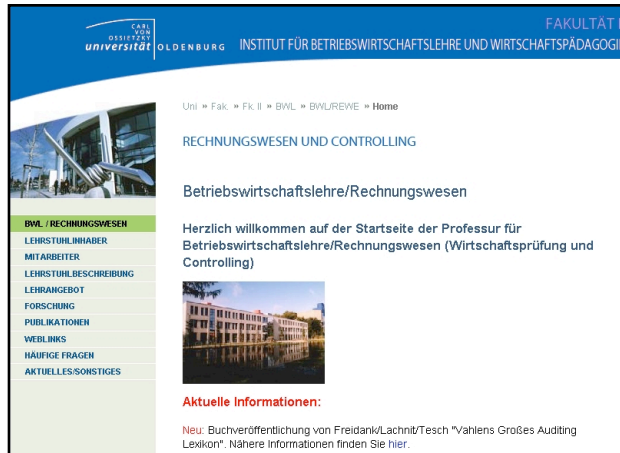 CARL
VON
OSSIETZKY
universität OLDENBURG
FAKULTÄT
INSTITUT FÜR BETRIEBSWIRTSCHAFTSLEHRE UND WIRTSCHAFTSPÄDAGOGI
Uni » Fak. » Fk. II » BWL » BWL/REWE » Home
RECHNUNGSWESEN UND CONTROLLING
Betriebswirtschaftslehre/Rechnungswesen
BWL / RECHNUNGSWESEN
LEHRSTUHLINHABER
MITARBEITER
LEHRSTUHLBESCHREIBUNG
LEHRANGEBOT
FORSCHUNG
PUBLIKATIONEN
WEBLINKS
HÄUFIGE FRAGEN
AKTUELLES/SONSTIGES
Herzlich willkommen auf der Startseite der Professur für
Betriebswirtschaftslehre/Rechnungswesen (Wirtschaftsprüfung und
Controlling)
Aktuelle Informationen:
Neu: Buchveröffentlichung von Freidank/Lachnit/Tesch "Vahlens Großes Auditing
Lexikon". Nähere Informationen finden Sie hier.